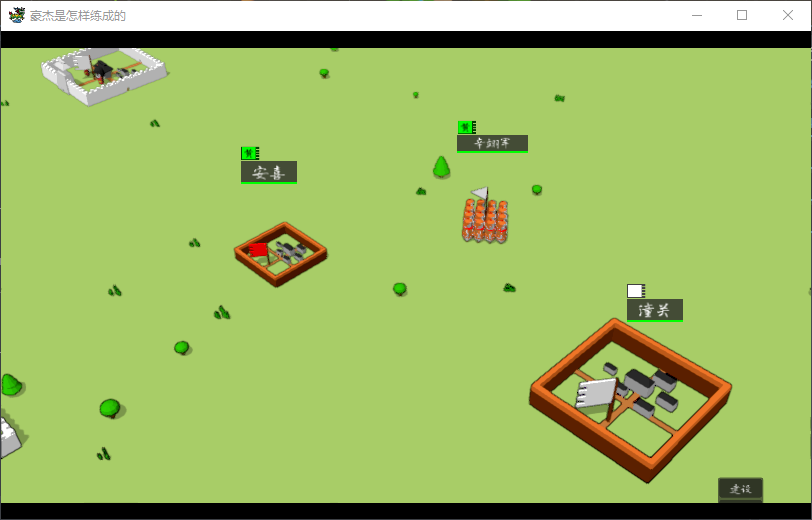 豪杰是怎样练成的
辛翊军
安喜
潼关
建设